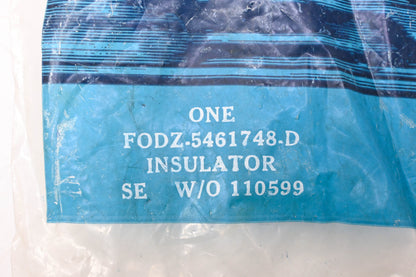 ONE
FODZ-5461748-D
INSULATOR
SE W/O 110599